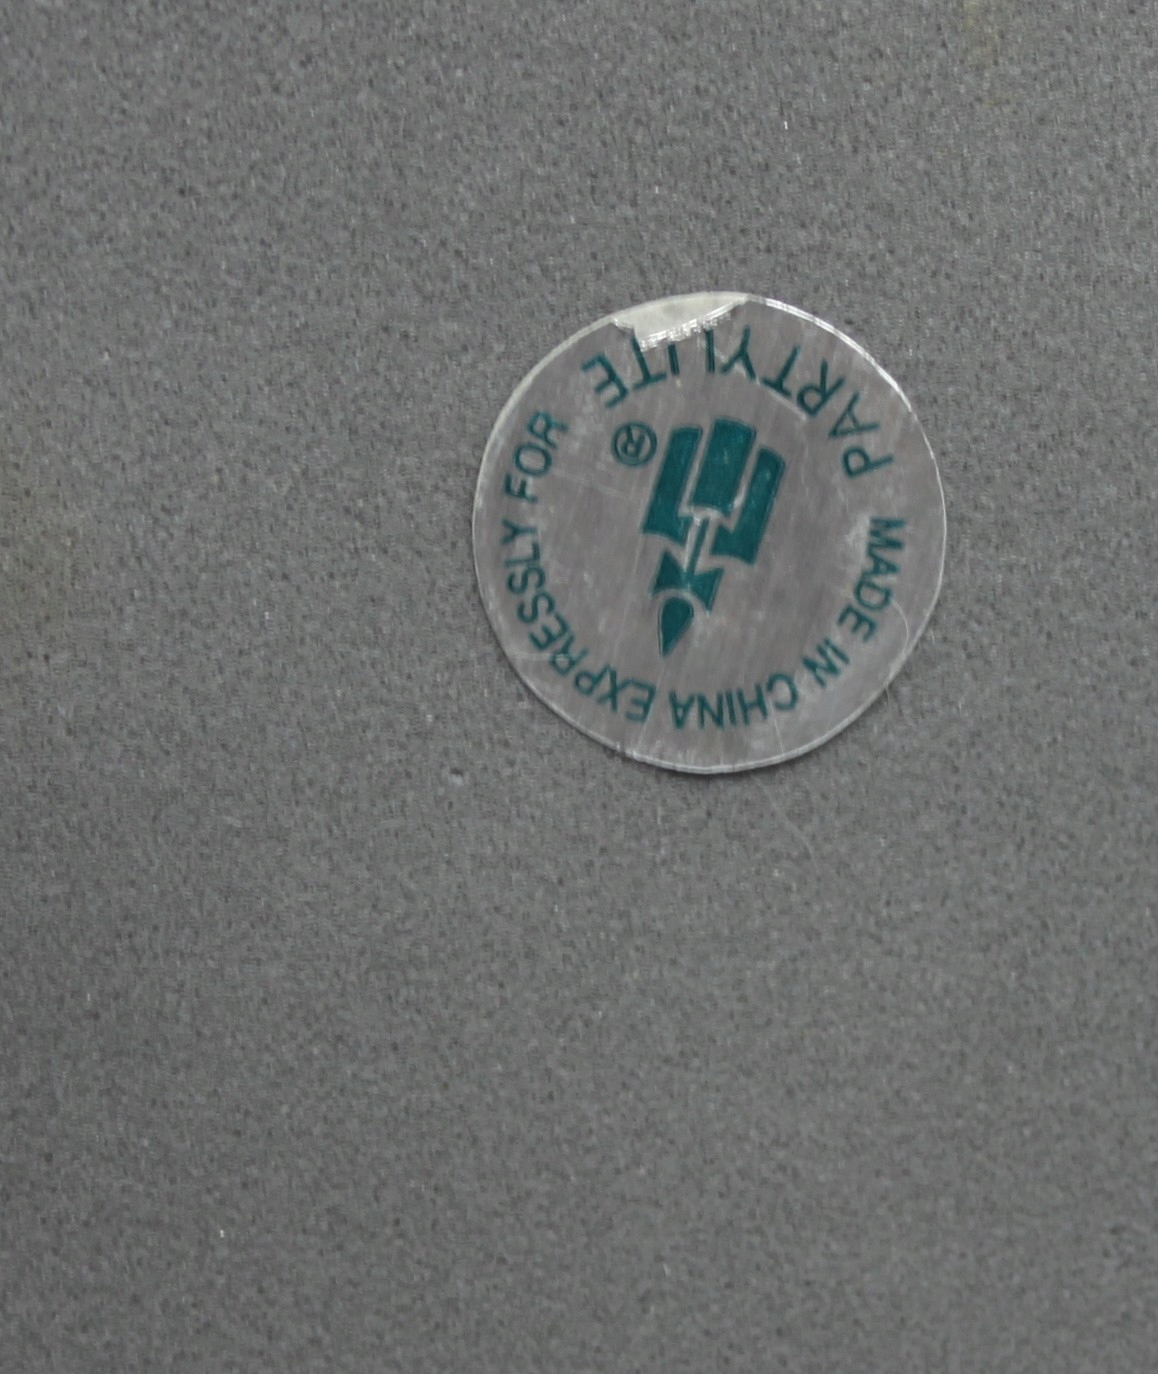 MADE IN CHINA EXPRESSLY FOR
PARTYLITE
®